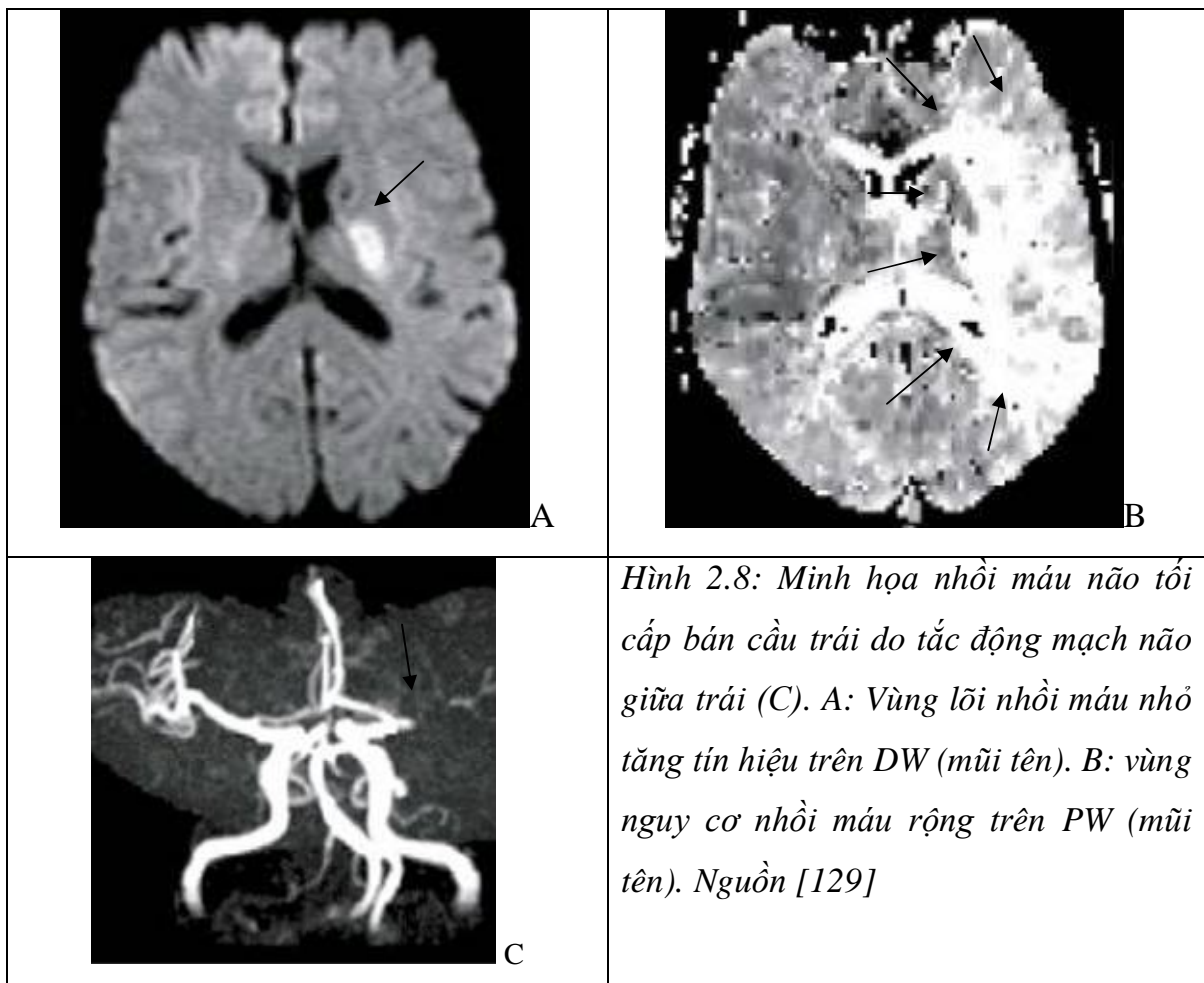 A
B
C
Hình 2.8: Minh họa nhồi máu não tối
cấp bán cầu trái do tắc động mạch não
giữa trái (C). A: Vùng lõi nhồi máu nhỏ
tăng tín hiệu trên DW (mũi tên). B: vùng
nguy cơ nhồi máu rộng trên PW (mũi
tên). Nguồn [129]